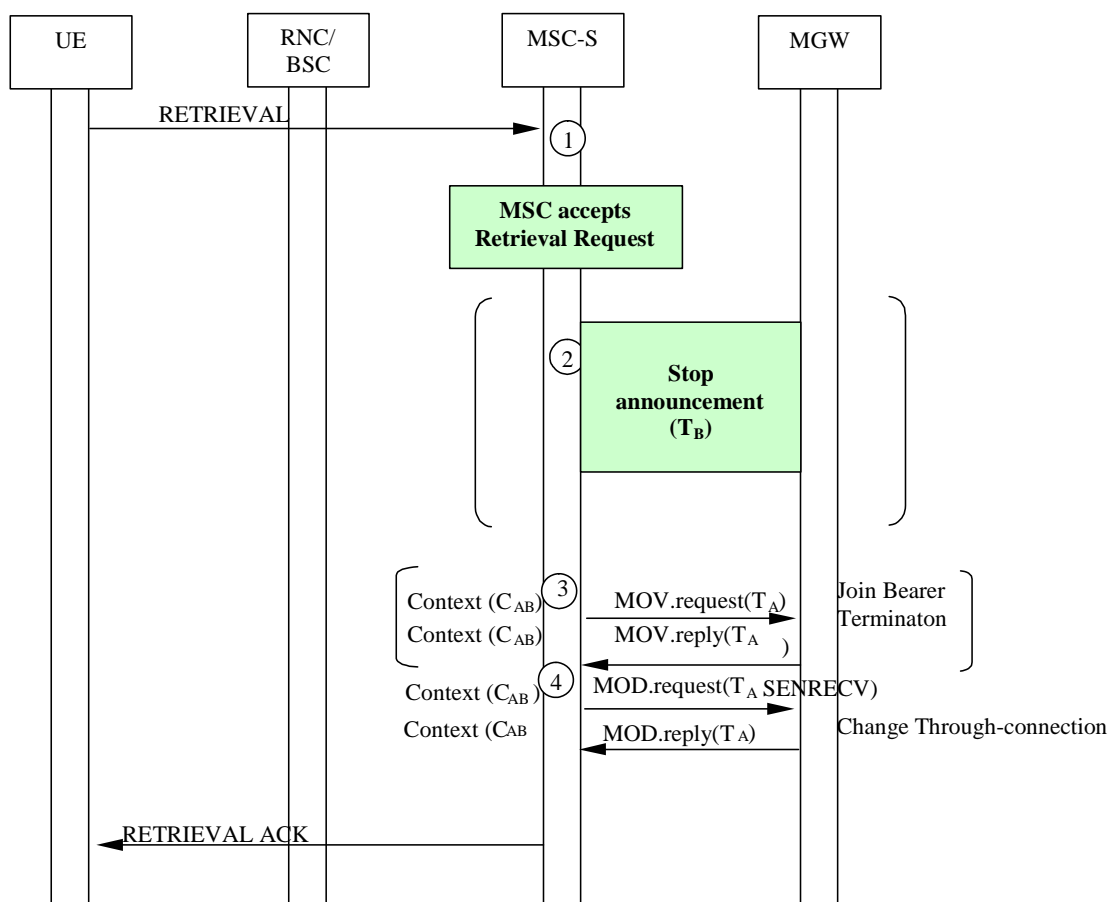 UE
RNC/
BSC
MSC-S
MGW
RETRIEVAL
1
MSC accepts
Retrieval Request
2
Stop
announcement
(TB)
3
Context (CAB)
MOV.request(TA)
Join Bearer
Terminaton
Context (CAB)
MOV.reply(TA )
4
Context (CAB)
MOD.request(TA SENRECV)
Context (CAB
MOD.reply(TA)
Change Through-connection
RETRIEVAL ACK